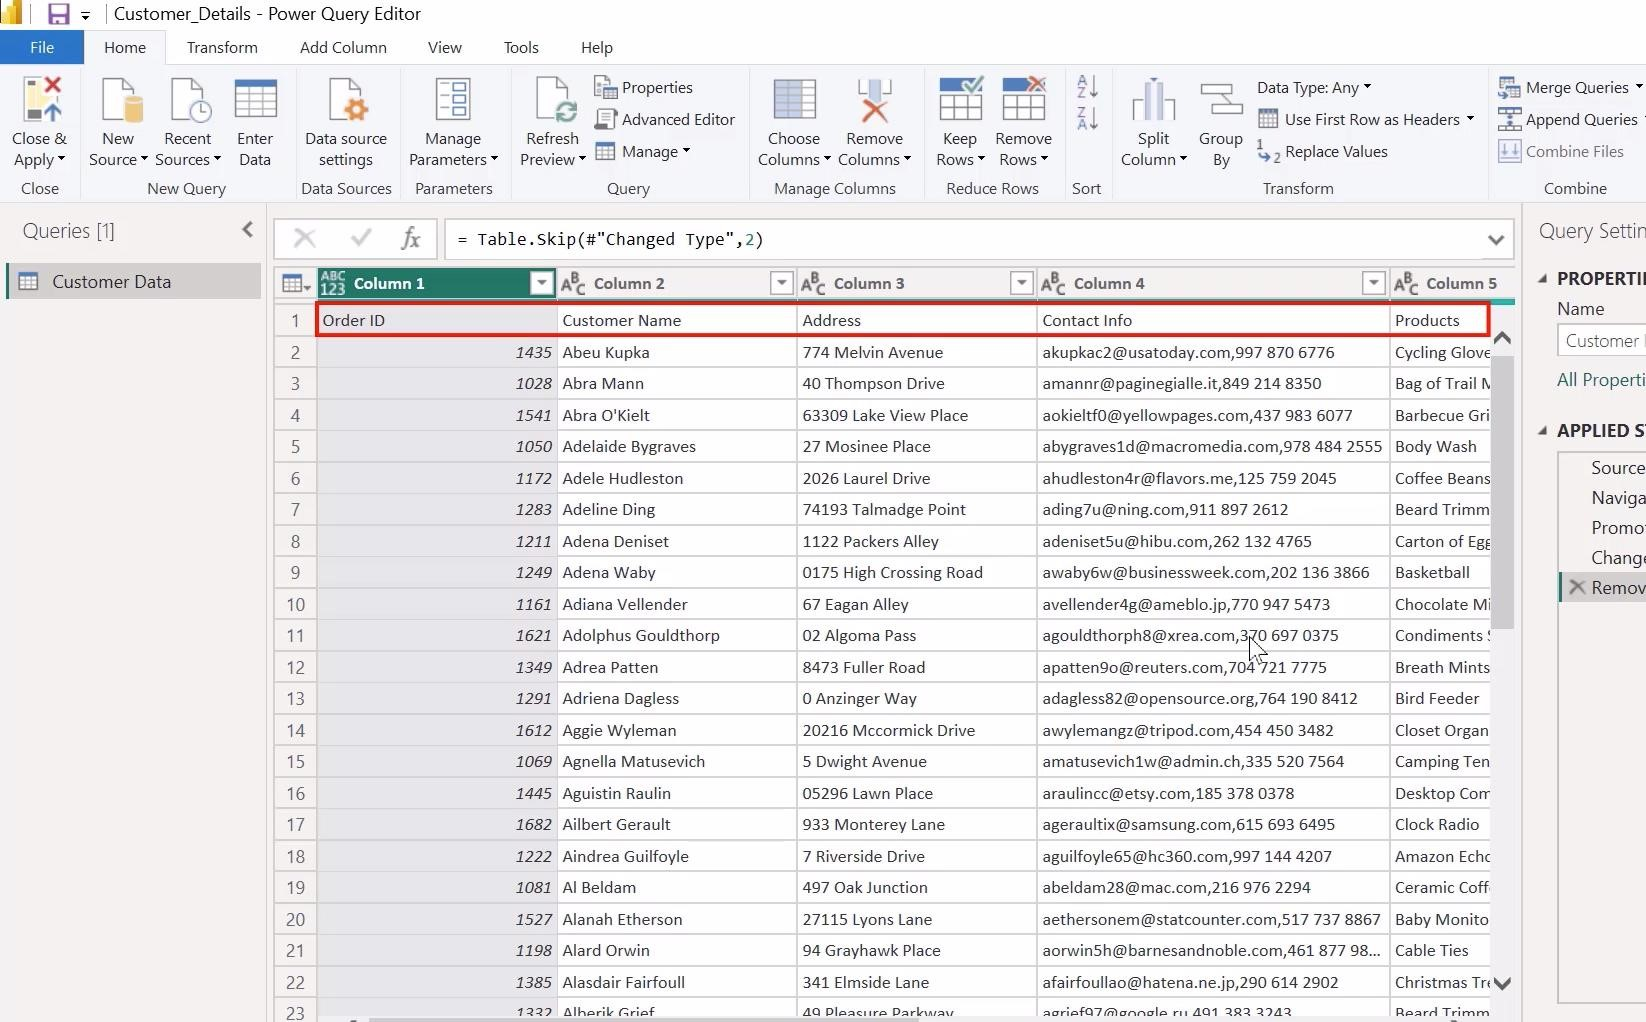 Customer_Details - Power Query Editor
File Home Transform Add Column View Tools Help
Close & Apply
New Source
Recent Sources
Enter Data
Data source settings
Manage Parameters
Refresh Preview
Properties
Advanced Editor
Manage
Choose Columns
Remove Columns
Keep Rows
Remove Rows
Split Column
Group By
Data Type: Any
Use First Row as Headers
Replace Values
Merge Queries
Append Queries
Combine Files
Close New Query Data Sources Parameters Query Manage Columns Reduce Rows Sort Transform Combine
Queries [1]
Customer Data
= Table.Skip(#"Changed Type",2)
Column 1 Column 2 Column 3 Column 4 Column 5
1 Order ID Customer Name Address Contact Info Products
2 1435 Abeu Kupka 774 Melvin Avenue akupkac2@usatoday.com,997 870 6776 Cycling Glove
3 1028 Abra Mann 40 Thompson Drive amannr@paginegialle.it,849 214 8350 Bag of Trail M
4 1541 Abra O'Kielt 63309 Lake View Place aokieltf0@yellowpages.com,437 983 6077 Barbecue Gri
5 1050 Adelaide Bygraves 27 Mosinee Place abygraves1d@macromedia.com,978 484 2555 Body Wash
6 1172 Adele Hudleston 2026 Laurel Drive ahudleston4r@flavors.me,125 759 2045 Coffee Beans
7 1283 Adeline Ding 74193 Talmadge Point ading7u@ning.com,911 897 2612 Beard Trimm
8 1211 Adena Deniset 1122 Packers Alley adeniset5u@hibu.com,262 132 4765 Carton of Egg
9 1249 Adena Waby 0175 High Crossing Road awaby6w@businessweek.com,202 136 3866 Basketball
10 1161 Adiana Vellender 67 Eagan Alley avellender4g@ameblo.jp,770 947 5473 Chocolate Mi
11 1621 Adolphus Gouldthorp 02 Algoma Pass agouldthorph8@xrea.com,370 697 0375 Condiments S
12 1349 Adrea Patten 8473 Fuller Road apatten9o@reuters.com,704 721 7775 Breath Mints
13 1291 Adriena Dagless 0 Anzinger Way adagless82@opensource.org,764 190 8412 Bird Feeder
14 1612 Aggie Wyleman 20216 Mccormick Drive awylemangz@tripod.com,454 450 3482 Closet Organ
15 1069 Agnella Matusevich 5 Dwight Avenue amatusevich1w@admin.ch,335 520 7564 Camping Ten
16 1445 Aguistin Raulin 05296 Lawn Place araulincc@etsy.com,185 378 0378 Desktop Com
17 1682 Ailbert Gerault 933 Monterey Lane ageraultix@samsung.com,615 693 6495 Clock Radio
18 1222 Aindrea Guilfoyle 7 Riverside Drive aguilfoyle65@hc360.com,997 144 4207 Amazon Echo
19 1081 Al Beldam 497 Oak Junction abeldam28@mac.com,216 976 2294 Ceramic Coff
20 1527 Alanah Etherson 27115 Lyons Lane aethersonem@statcounter.com,517 737 8867 Baby Monito
21 1198 Alard Orwin 94 Grayhawk Place aorwin5h@barnesandnoble.com,461 877 98... Cable Ties
22 1385 Alasdair Fairfoull 341 Elmside Lane afairfoullao@hatena.ne.jp,290 614 2902 Christmas Tre
23 1332 Alberik Grief 49 Pleasure Parkway agrief97@google.ru,491 383 3243 Beard Trimm
Query Settin
PROPERTI
Name
Customer
All Properti
APPLIED S
Source
Naviga
Promo
Change
Remov